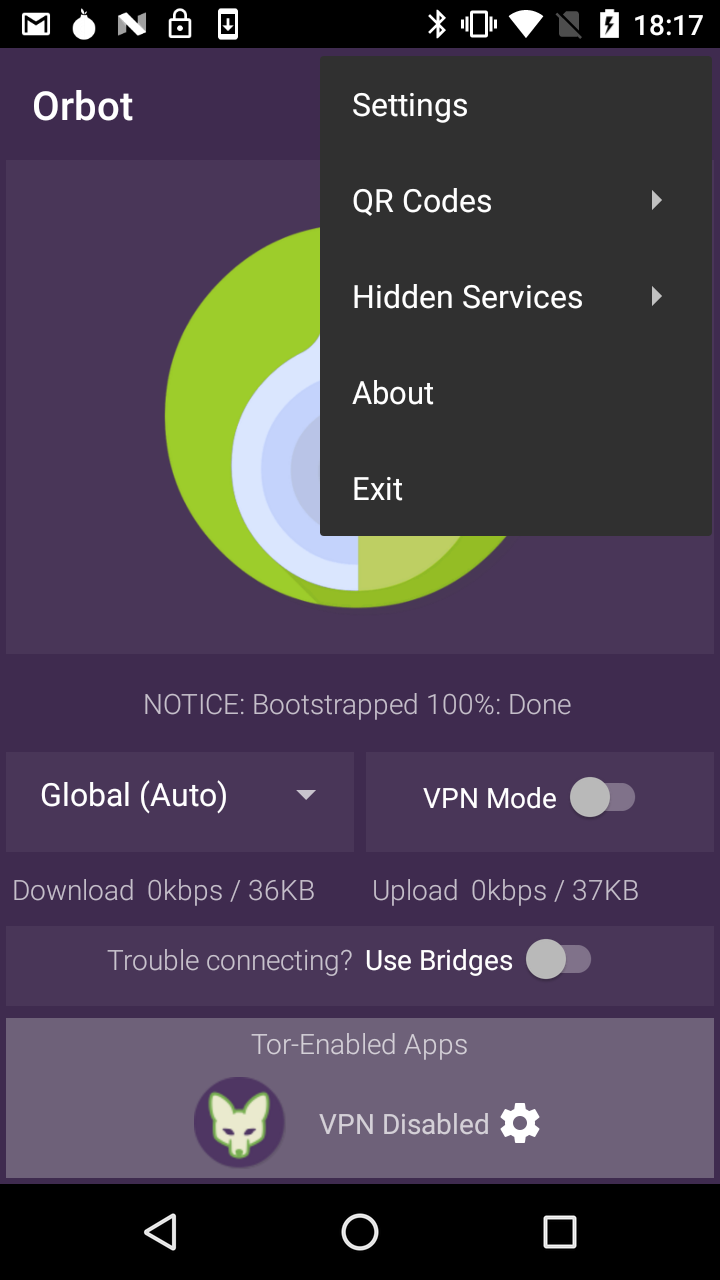 18:17
Orbot
Settings
QR Codes
Hidden Services
About
Exit
NOTICE: Bootstrapped 100%: Done
Global (Auto)
VPN Mode
Download 0kbps / 36KB
Upload 0kbps / 37KB
Trouble connecting? Use Bridges
Tor-Enabled Apps
VPN Disabled